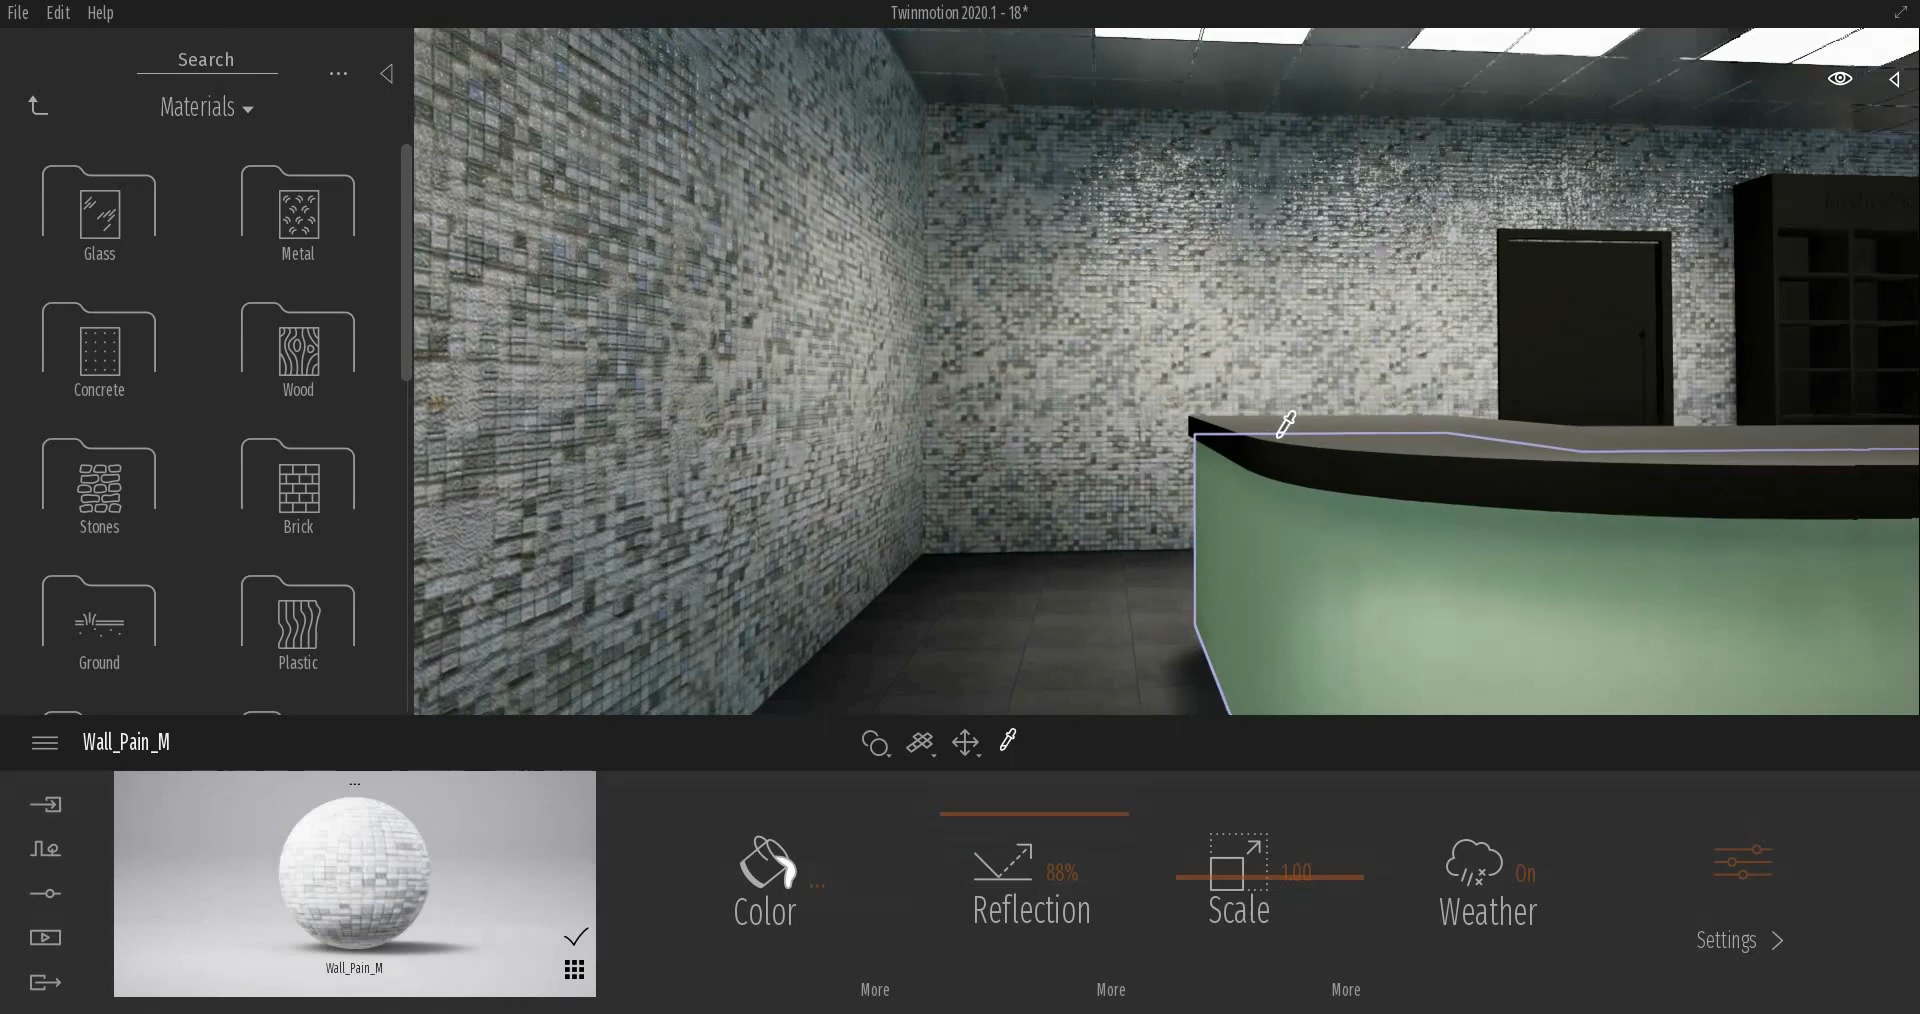 File Edit Help
Twinmotion 2020.1 - 18*
Search
...
Materials
Glass
Metal
Concrete
Wood
Stones
Brick
Ground
Plastic
Wall_Pain_M
...
Wall_Pain_M
...
Color
88%
Reflection
1.00
Scale
On
Weather
Settings
More
More
More